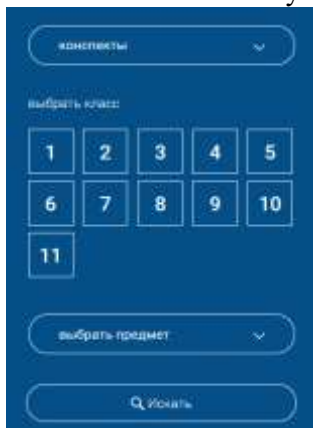 конспекты
выбрать класс
1 2 3 4 5
6 7 8 9 10
11
выбрать предмет
Искать